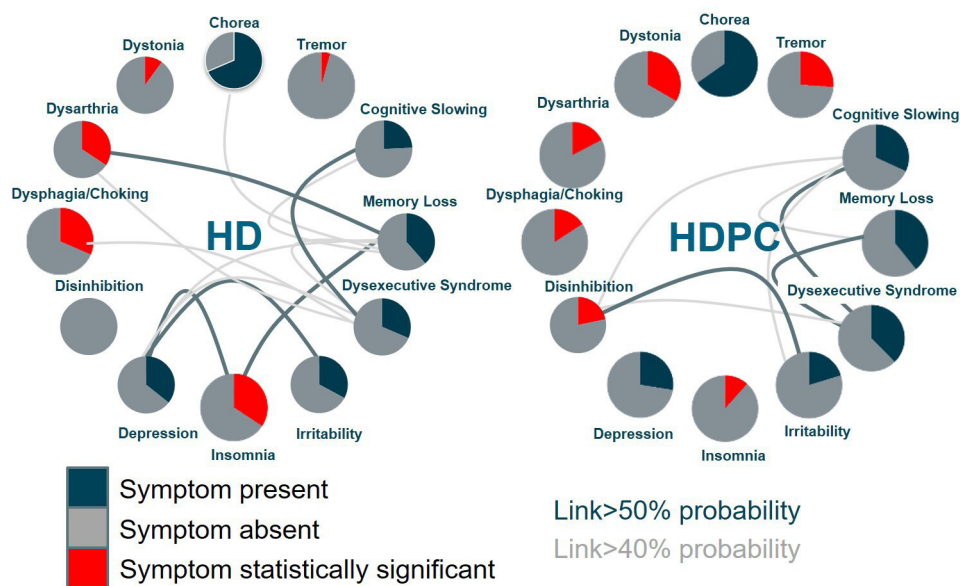 Chorea
Dystonia
Tremor
Dysarthria
Cognitive Slowing
Dysphagia/Choking
Memory Loss
HD
Disinhibition
Dysexecutive Syndrome
Depression
Irritability
Insomnia
Chorea
Dystonia
Tremor
Dysarthria
Cognitive Slowing
Dysphagia/Choking
Memory Loss
HDPC
Disinhibition
Dysexecutive Syndrome
Depression
Irritability
Insomnia
Symptom present
Symptom absent
Symptom statistically significant
Link>50% probability
Link>40% probability